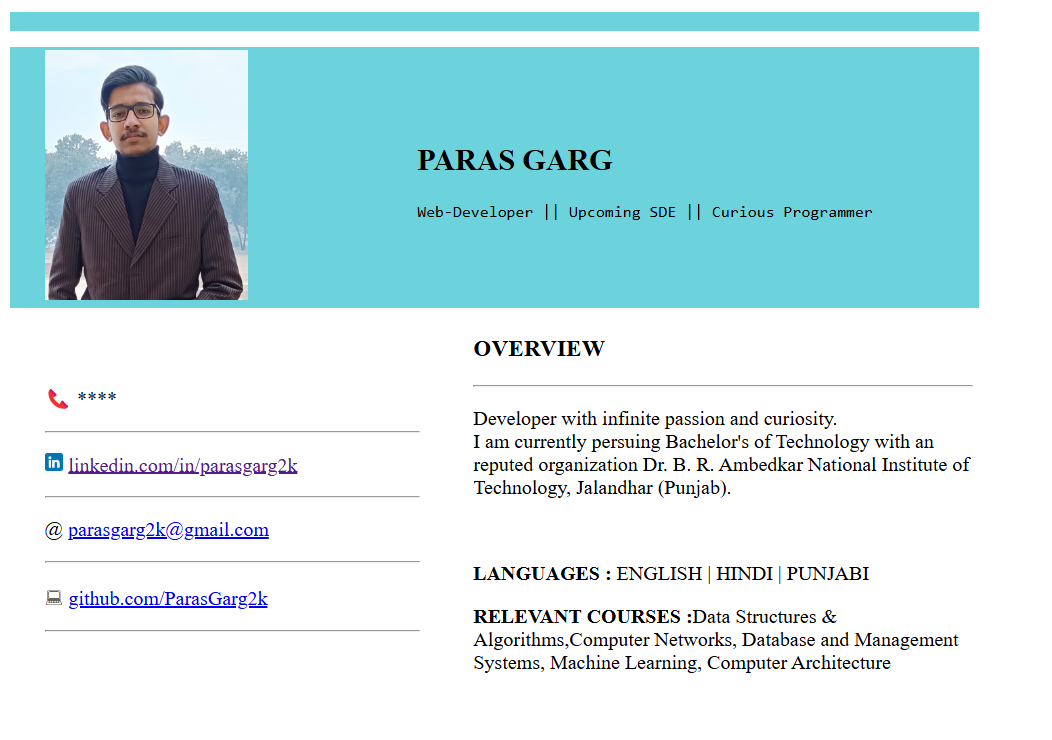 PARAS GARG
Web-Developer || Upcoming SDE || Curious Programmer
****
linkedin.com/in/parasgarg2k
@ parasgarg2k@gmail.com
github.com/ParasGarg2k
OVERVIEW
Developer with infinite passion and curiosity.
I am currently persuing Bachelor's of Technology with an
reputed organization Dr. B. R. Ambedkar National Institute of
Technology, Jalandhar (Punjab).
LANGUAGES : ENGLISH | HINDI | PUNJABI
RELEVANT COURSES :Data Structures &
Algorithms,Computer Networks, Database and Management
Systems, Machine Learning, Computer Architecture